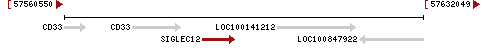 [ 57560550 [ 57632049
CD33 CD33 LOC100141212
SIGLEC12 LOC100847922